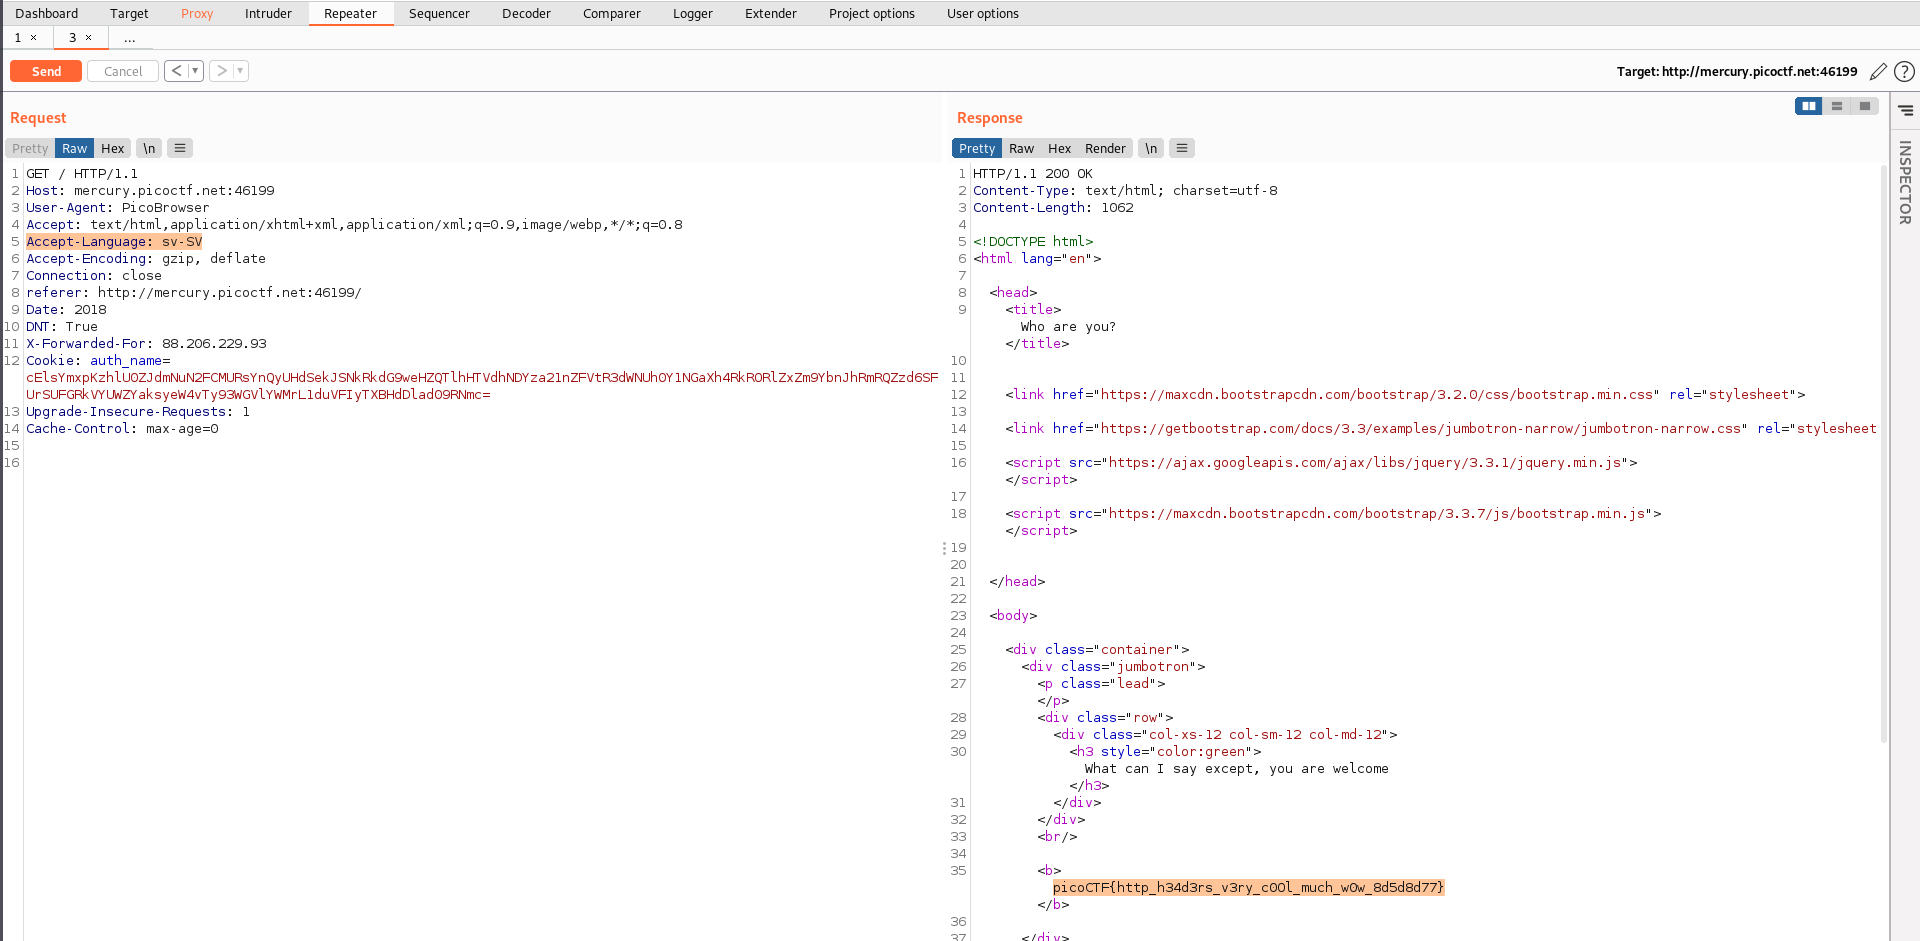 Dashboard Target Proxy Intruder Repeater Sequencer Decoder Comparer Logger Extender Project options User options
1 × 3 × ...
Send Cancel < > Target: http://mercury.picoctf.net:46199 ?
Request
Pretty Raw Hex \n
1 GET / HTTP/1.1
2 Host: mercury.picoctf.net:46199
3 User-Agent: PicoBrowser
4 Accept: text/html,application/xhtml+xml,application/xml;q=0.9,image/webp,*/*;q=0.8
5 Accept-Language: sv-SV
6 Accept-Encoding: gzip, deflate
7 Connection: close
8 referer: http://mercury.picoctf.net:46199/
9 Date: 2018
10 DNT: True
11 X-Forwarded-For: 88.206.229.93
12 Cookie: auth_name=
13 Upgrade-Insecure-Requests: 1
14 Cache-Control: max-age=0
15
16
Response
Pretty Raw Hex Render \n
INSPECTOR
1 HTTP/1.1 200 OK
2 Content-Type: text/html; charset=utf-8
3 Content-Length: 1062
4
5 <!DOCTYPE html>
6 <html lang="en">
7
8 <head>
9 <title>
Who are you?
</title>
10
11
12 <link href="https://maxcdn.bootstrapcdn.com/bootstrap/3.2.0/css/bootstrap.min.css" rel="stylesheet">
13
14 <link href="https://getbootstrap.com/docs/3.3/examples/jumbotron-narrow/jumbotron-narrow.css" rel="stylesheet
15
16 <script src="https://ajax.googleapis.com/ajax/libs/jquery/3.3.1/jquery.min.js">
</script>
17
18 <script src="https://maxcdn.bootstrapcdn.com/bootstrap/3.3.7/js/bootstrap.min.js">
</script>
19
20
21 </head>
22
23 <body>
24
25 <div class="container">
26 <div class="jumbotron">
27 <p class="lead">
</p>
28 <div class="row">
29 <div class="col-xs-12 col-sm-12 col-md-12">
30 <h3 style="color:green">
What can I say except, you are welcome
</h3>
31 </div>
32 </div>
33 <br/>
34
35 <b>
picoCTF{http_h34d3rs_v3ry_c00l_much_w0w_8d5d8d77}
</b>
36
37 </div>